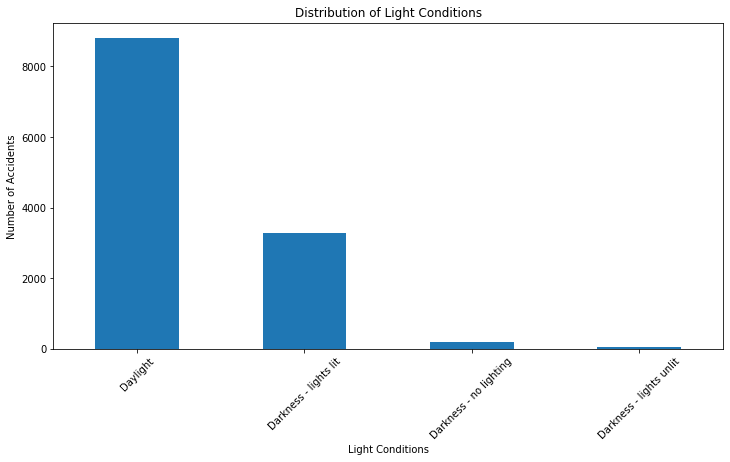 Distribution of Light Conditions
Number of Accidents
8000
6000
4000
2000
0
Daylight
Darkness - lights lit
Darkness - no lighting
Darkness - lights unlit
Light Conditions